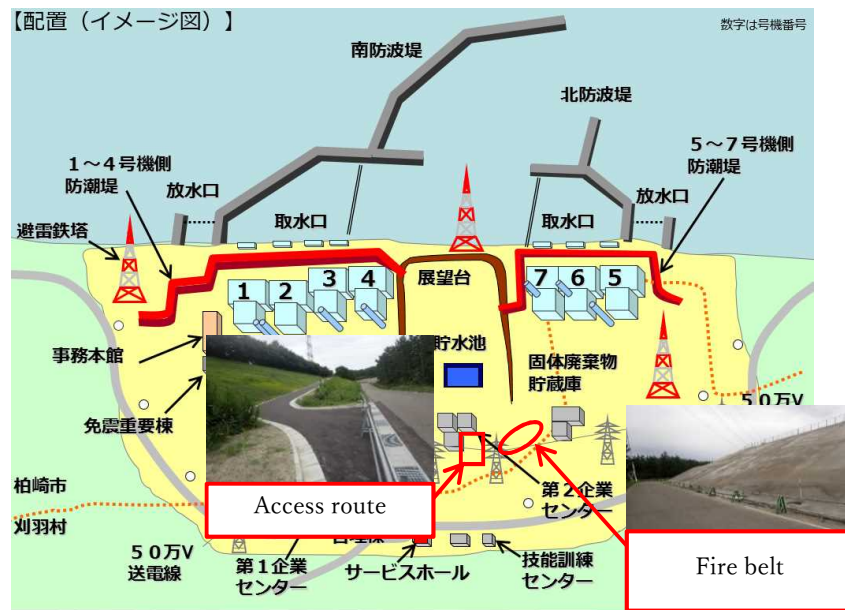 【配置（イメージ図）】
数字は号機番号
南防波堤
北防波堤
1～4号機側
防潮堤
5～7号機側
防潮堤
放水口
放水口
避雷鉄塔
取水口
取水口
1
2
3
4
展望台
7
6
5
事務本館
貯水池
固体廃棄物
貯蔵庫
免震重要棟
50万V
Access route
第2企業
センター
柏崎市
刈羽村
50万V
送電線
第1企業
センター
サービスホール
技能訓練
センター
Fire belt